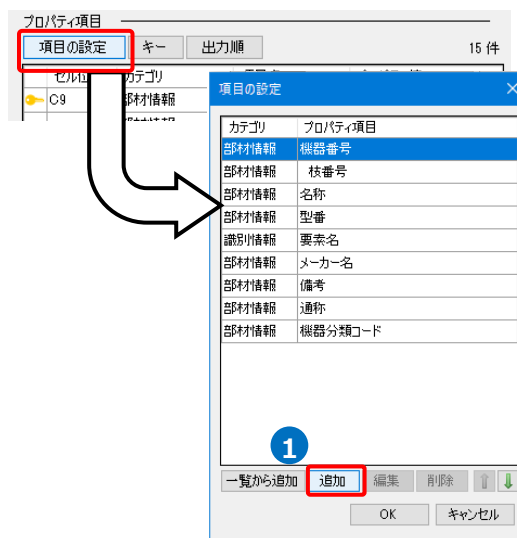 プロパティ項目
項目の設定 キー 出力順 15 件
カテゴリ
C9 部材情報
項目の設定
カテゴリ プロパティ項目
部材情報 機器番号
部材情報 枝番号
部材情報 名称
部材情報 型番
識別情報 要素名
部材情報 メーカー名
部材情報 備考
部材情報 通称
部材情報 機器分類コード
1
一覧から追加 追加 編集 削除
OK キャンセル